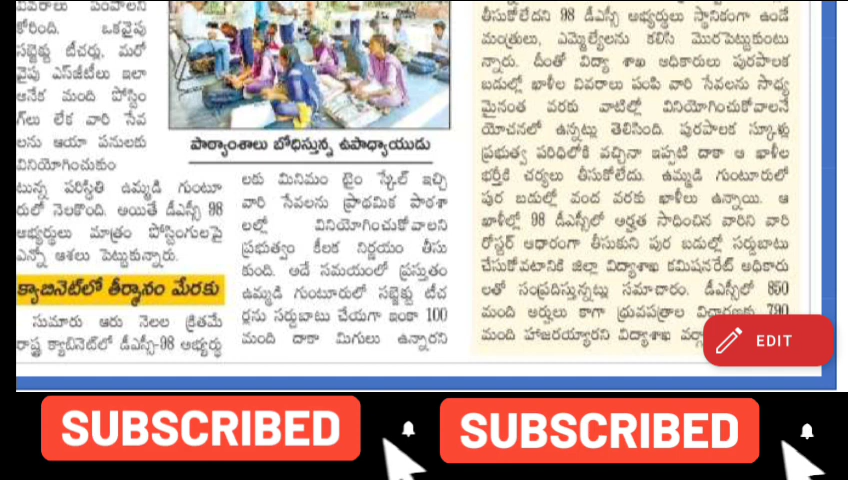 వివరాలు పంపాలని
కోరింది. ఒకవైపు
సబ్జెక్టు టీచర్లు, మరో
వైపు ఎస్‌జీటీలు ఇలా
అనేక మంది పోస్టిం
గ్‌లు లేక వారి సేవ
లను ఆయా పనులకు
వినియోగించుకుం
టున్న పరిస్థితి ఉమ్మడి గుంటూ
రులో నెలకొంది. అయితే డీఎస్సీ 98
అభ్యర్థులు మాత్రం పోస్టింగులపై
ఎన్నో ఆశలు పెట్టుకున్నారు.
క్యాబినెట్‌లో తీర్మానం మేరకు
సుమారు ఆరు నెలల క్రితమే
రాష్ట్ర క్యాబినెట్‌లో డీఎస్సీ-98 అభ్యర్థు
పాఠ్యాంశాలు బోధిస్తున్న ఉపాధ్యాయుడు
లకు మినిమం టైం స్కేల్ ఇచ్చి
వారి సేవలను ప్రాథమిక పాఠశా
లల్లో వినియోగించుకోవాలని
ప్రభుత్వం కీలక నిర్ణయం తీసు
కుంది. అదే సమయంలో ప్రస్తుతం
ఉమ్మడి గుంటూరులో సబ్జెక్టు టీచ
ర్లను సర్దుబాటు చేయగా ఇంకా 100
మంది దాకా మిగులు ఉన్నారని
తీసుకోలేదని 98 డీఎస్సీ అభ్యర్థులు స్థానికంగా ఉండే
మంత్రులు, ఎమ్మెల్యేలను కలిసి మొరపెట్టుకుంటు
న్నారు. దీంతో విద్యా శాఖ అధికారులు పురపాలక
బడుల్లో ఖాళీల వివరాలు పంపి వారి సేవలను సాధ్య
మైనంత వరకు వాటిల్లో వినియోగించుకోవాలనే
యోచనలో ఉన్నట్లు తెలిసింది. పురపాలక స్కూళ్లు
ప్రభుత్వ పరిధిలోకి వచ్చినా ఇప్పటి దాకా ఆ ఖాళీల
భర్తీకి చర్యలు తీసుకోలేదు. ఉమ్మడి గుంటూరులో
పుర బడుల్లో వంద వరకు ఖాళీలు ఉన్నాయి. ఆ
ఖాళీల్లో 98 డీఎస్సీలో అర్హత సాధించిన వారిని వారి
రోస్టర్ ఆధారంగా తీసుకుని పుర బడుల్లో సర్దుబాటు
చేసుకోవటానికి జిల్లా విద్యాశాఖ కమిషనరేట్ అధికారు
లతో సంప్రదిస్తున్నట్లు సమాచారం. డీఎస్సీలో 850
మంది అర్హులు కాగా ధ్రువపత్రాల విచారణకు 790
మంది హాజరయ్యారని విద్యాశాఖ
EDIT
SUBSCRIBED SUBSCRIBED